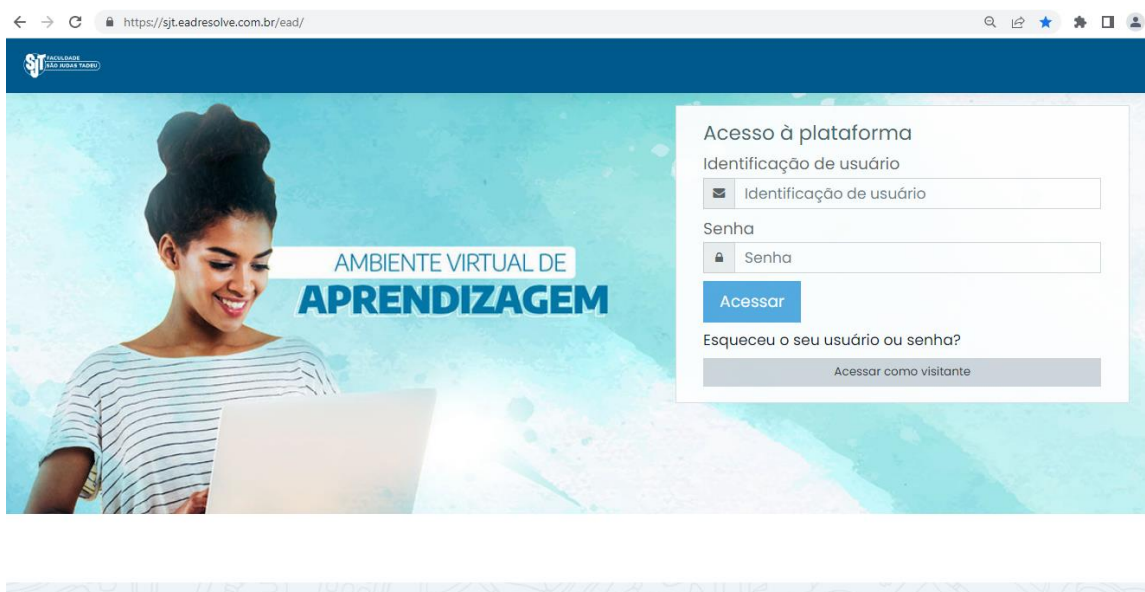 https://sjt.eadresolve.com.br/ead/
SJT FACULDADE
SÃO JUDAS TADEU
Acesso à plataforma
Identificação de usuário
Identificação de usuário
Senha
Senha
Acessar
Esqueceu o seu usuário ou senha?
Acessar como visitante
AMBIENTE VIRTUAL DE
APRENDIZAGEM